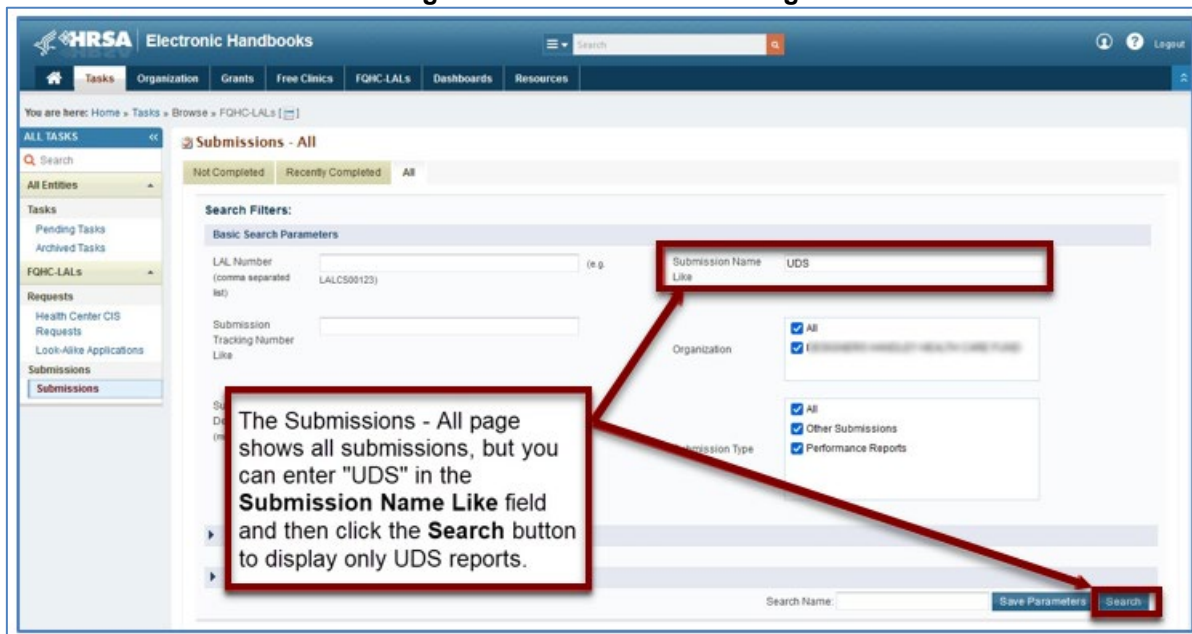 HRSA Electronic Handbooks
Search
? Logout
Tasks Organization Grants Free Clinics FQHC-LALs Dashboards Resources
You are here: Home » Tasks » Browse » FQHC-LALs [ ]
ALL TASKS «
Search
All Entities
Tasks
Pending Tasks
Archived Tasks
FQHC-LALs
Requests
Health Center CIS
Requests
Look-Alike Applications
Submissions
Submissions
Submissions - All
Not Completed Recently Completed All
Search Filters:
Basic Search Parameters
LAL Number
(comma separated
list)
(e.g.
LALCS00123)
Submission Name
Like
UDS
Submission
Tracking Number
Like
Organization
All
Submission Type
All
Other Submissions
Performance Reports
The Submissions - All page
shows all submissions, but you
can enter "UDS" in the
Submission Name Like field
and then click the Search button
to display only UDS reports.
Search Name:
Save Parameters
Search